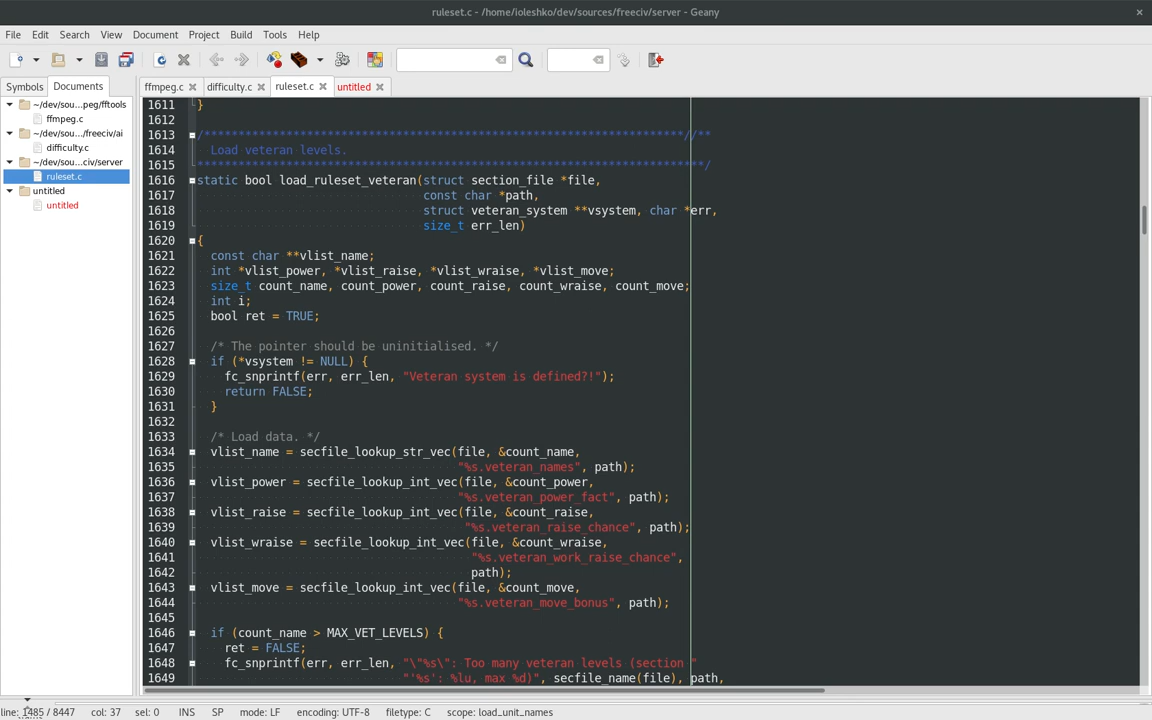 ruleset.c - /home/ioleshko/dev/sources/freeciv/server - Geany
File Edit Search View Document Project Build Tools Help
Symbols Documents
ffmpeg.c difficulty.c ruleset.c untitled
~/dev/sou...peg/fftools
ffmpeg.c
~/dev/sou.../freeciv/ai
difficulty.c
~/dev/sou...civ/server
ruleset.c
untitled
untitled
1611 }
1612
1613 /***********************************************************************//**
1614 Load veteran levels.
1615 **************************************************************************/
1616 static bool load_ruleset_veteran(struct section_file *file,
1617 const char *path,
1618 struct veteran_system **vsystem, char *err,
1619 size_t err_len)
1620 {
1621 const char **vlist_name;
1622 int *vlist_power, *vlist_raise, *vlist_wraise, *vlist_move;
1623 size_t count_name, count_power, count_raise, count_wraise, count_move;
1624 int i;
1625 bool ret = TRUE;
1626
1627 /* The pointer should be uninitialised. */
1628 if (*vsystem != NULL) {
1629 fc_snprintf(err, err_len, "Veteran system is defined?!");
1630 return FALSE;
1631 }
1632
1633 /* Load data. */
1634 vlist_name = secfile_lookup_str_vec(file, &count_name,
1635 "%s.veteran_names", path);
1636 vlist_power = secfile_lookup_int_vec(file, &count_power,
1637 "%s.veteran_power_fact", path);
1638 vlist_raise = secfile_lookup_int_vec(file, &count_raise,
1639 "%s.veteran_raise_chance", path);
1640 vlist_wraise = secfile_lookup_int_vec(file, &count_wraise,
1641 "%s.veteran_work_raise_chance",
1642 path);
1643 vlist_move = secfile_lookup_int_vec(file, &count_move,
1644 "%s.veteran_move_bonus", path);
1645
1646 if (count_name > MAX_VET_LEVELS) {
1647 ret = FALSE;
1648 fc_snprintf(err, err_len, "\"%s\": Too many veteran levels (section "
1649 "'%s': %lu, max %d)", secfile_name(file), path,
line: 1485 / 8447 col: 37 sel: 0 INS SP mode: LF encoding: UTF-8 filetype: C scope: load_unit_names